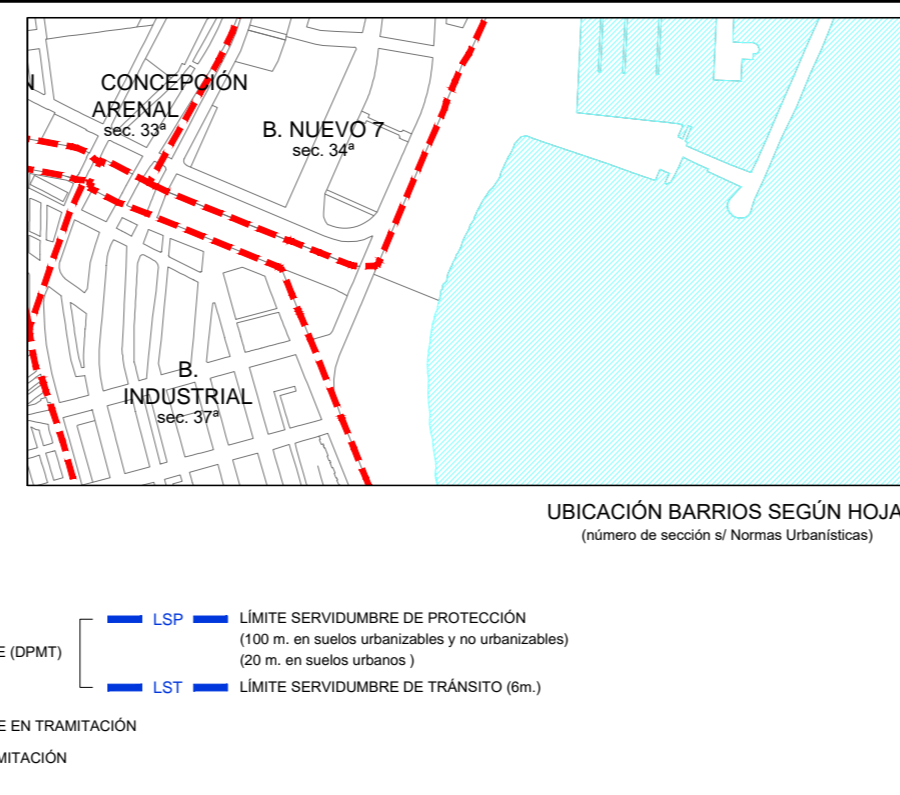 CONCEPCIÓN
ARENAL
sec. 33ª
B. NUEVO 7
sec. 34ª
B.
INDUSTRIAL
sec. 37ª
UBICACIÓN BARRIOS SEGÚN HOJA
(número de sección s/ Normas Urbanísticas)
LSP LÍMITE SERVIDUMBRE DE PROTECCIÓN
(100 m. en suelos urbanizables y no urbanizables)
(20 m. en suelos urbanos )
E (DPMT)
LST LÍMITE SERVIDUMBRE DE TRÁNSITO (6m.)
E EN TRAMITACIÓN
MITACIÓN